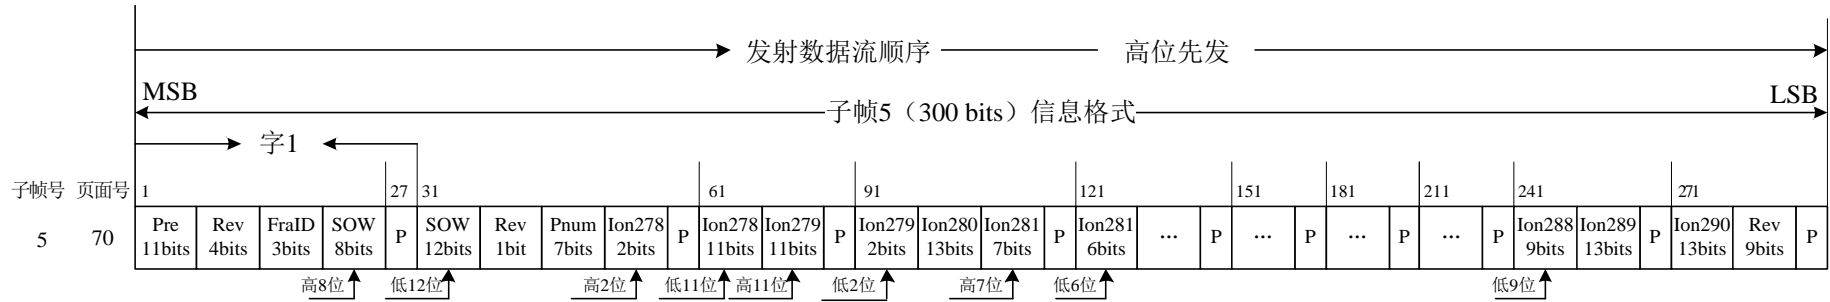 发射数据流顺序 高位先发
MSB LSB
子帧5（300 bits）信息格式
字1
子帧号 页面号 1 27 31 61 91 121 151 181 211 241 271
5 70 Pre 11bits Rev 4bits FraID 3bits SOW 8bits P SOW 12bits Rev 1bit Pnum 7bits Ion278 2bits P Ion278 11bits Ion279 11bits P Ion279 2bits Ion280 13bits Ion281 7bits P Ion281 6bits ... P ... P ... P ... P Ion288 9bits Ion289 13bits P Ion290 13bits Rev 9bits P
高8位 低12位 高2位 低11位 高11位 低2位 高7位 低6位 低9位